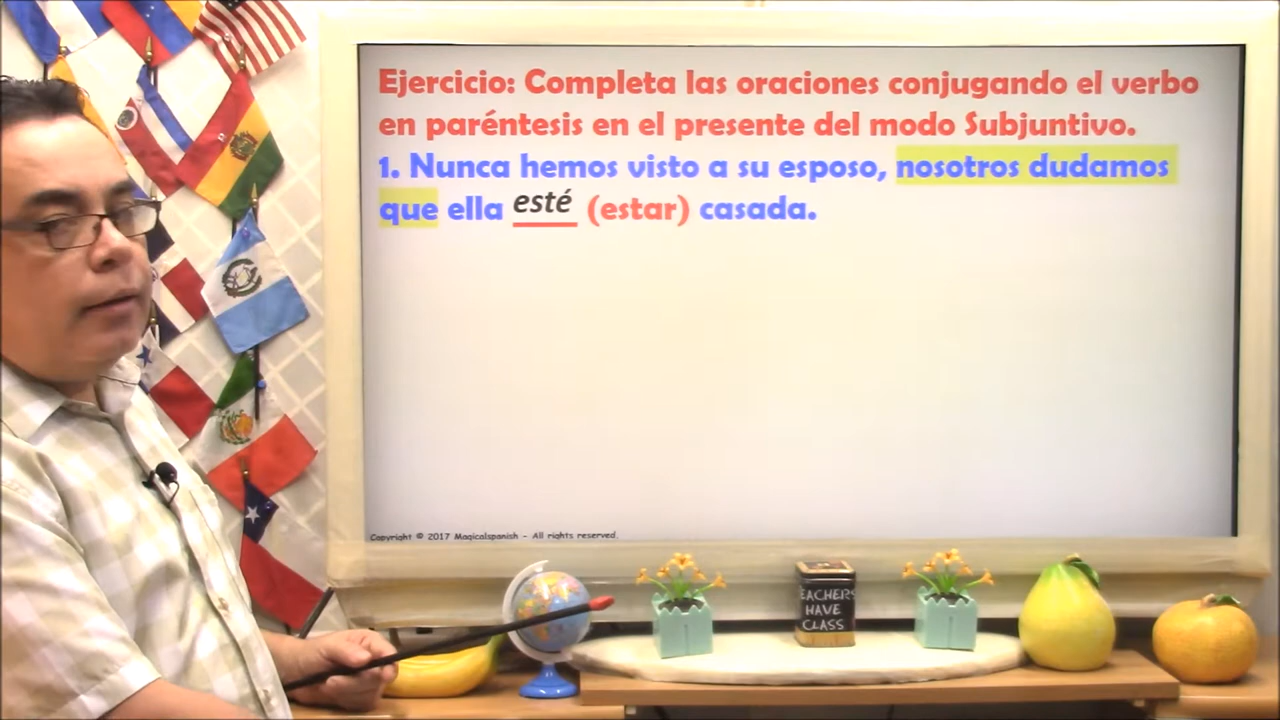 Ejercicio: Completa las oraciones conjugando el verbo
en paréntesis en el presente del modo Subjuntivo.
1. Nunca hemos visto a su esposo, nosotros dudamos
que ella esté (estar) casada.
Copyright © 2017 Magicalspanish - All rights reserved.
EACHERS
HAVE
CLASS